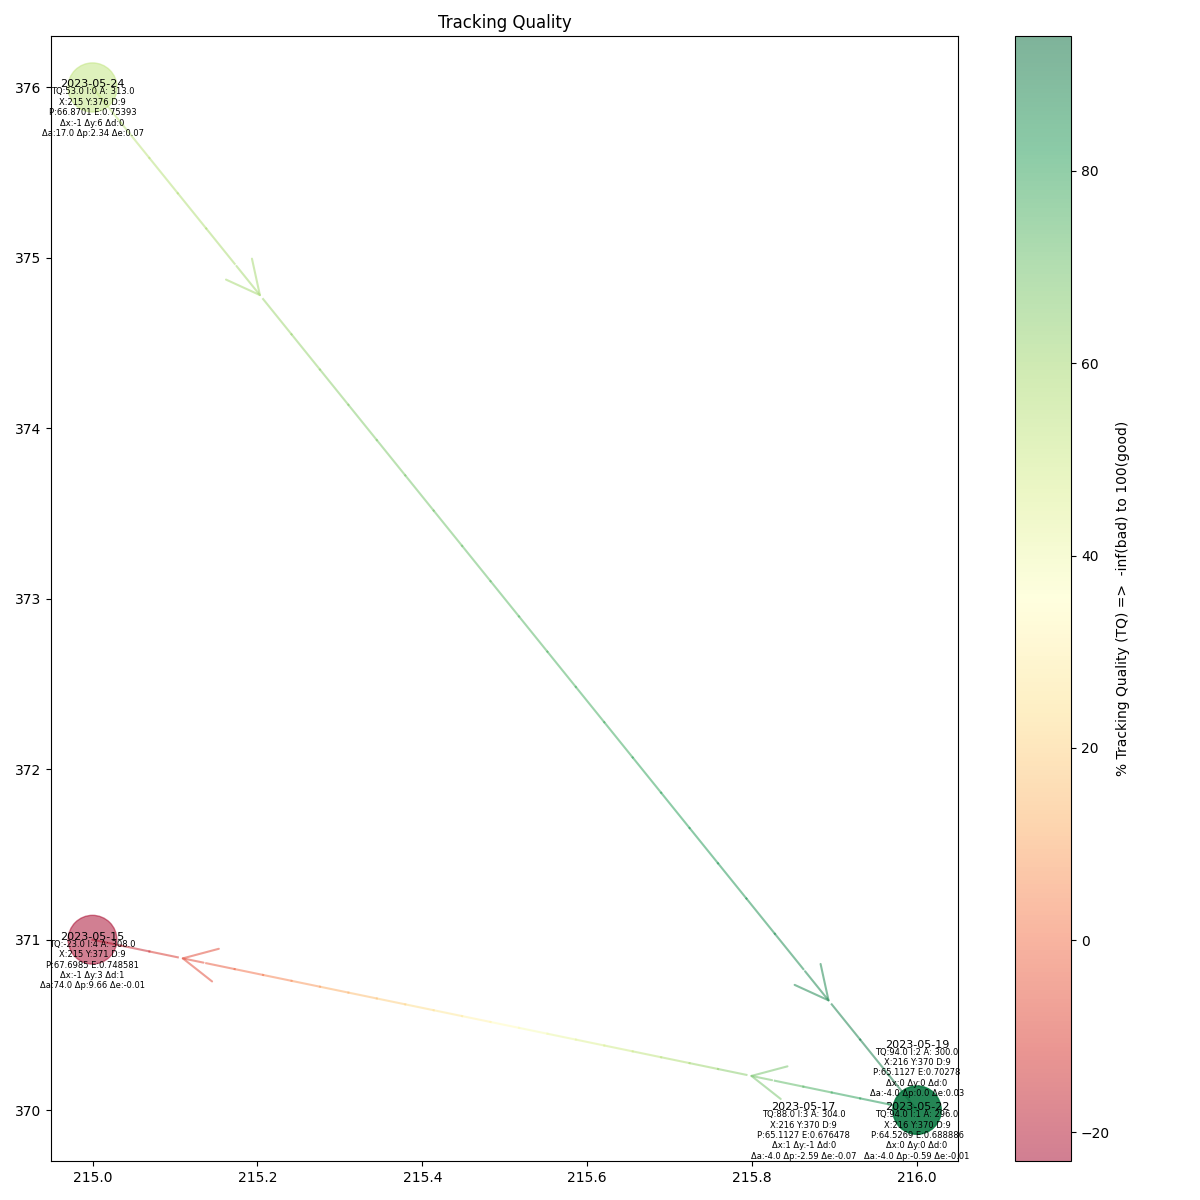 Tracking Quality
376
375
374
373
372
371
370
2023-05-24
TQ:53.0 I:0 A: 313.0
X:215 Y:376 D:9
P:66.8701 E:0.75393
Δx:-1 Δy:6 Δd:0
Δa:17.0 Δp:2.34 Δe:0.07
2023-05-15
TQ:-23.0 I:4 A: 308.0
X:215 Y:371 D:9
P:67.6985 E:0.748581
Δx:-1 Δy:3 Δd:1
Δa:74.0 Δp:9.66 Δe:-0.01
2023-05-19
TQ:94.0 I:2 A: 300.0
X:216 Y:370 D:9
P:65.1127 E:0.70278
Δx:0 Δy:0 Δd:0
Δa:-4.0 Δp:0.0 Δe:0.03
2023-05-17
TQ:88.0 I:3 A: 304.0
X:216 Y:370 D:9
P:65.1127 E:0.676478
Δx:1 Δy:-1 Δd:0
Δa:-4.0 Δp:-2.59 Δe:-0.07
2023-05-22
TQ:94.0 I:1 A: 296.0
X:216 Y:370 D:9
P:64.5269 E:0.688886
Δx:0 Δy:0 Δd:0
Δa:-4.0 Δp:-0.59 Δe:-0.01
215.0 215.2 215.4 215.6 215.8 216.0
80
60
40
20
0
−20
% Tracking Quality (TQ) => -inf(bad) to 100(good)